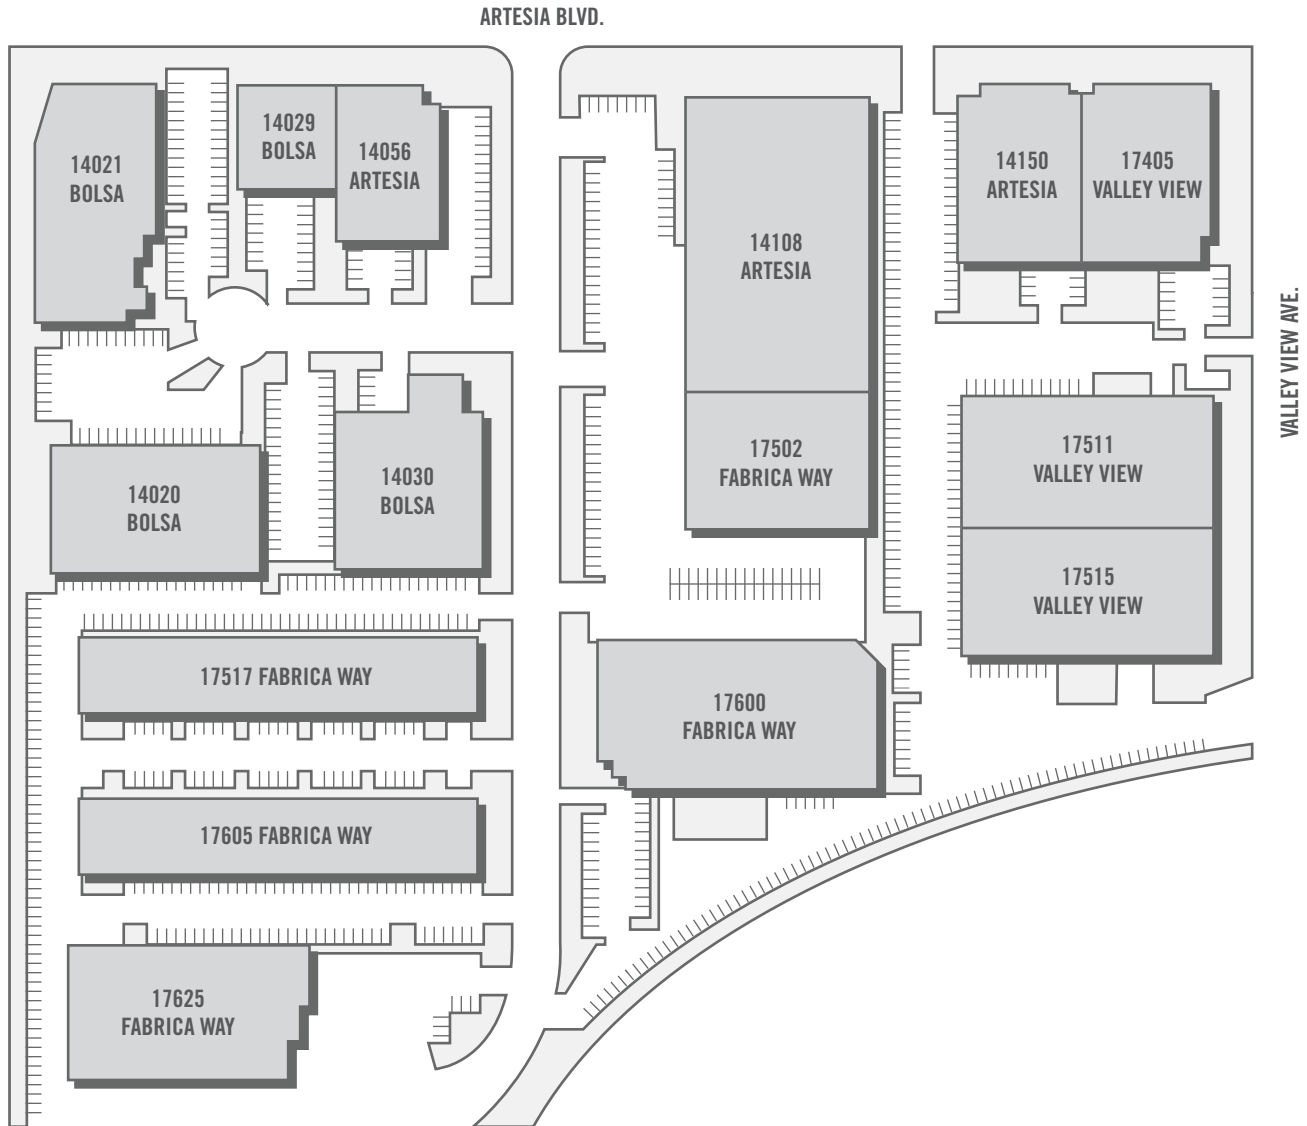 ARTESIA BLVD.
14021
BOLSA
14029
BOLSA
14056
ARTESIA
14108
ARTESIA
14150
ARTESIA
17405
VALLEY VIEW
VALLEY VIEW AVE.
14020
BOLSA
14030
BOLSA
17502
FABRICA WAY
17511
VALLEY VIEW
17515
VALLEY VIEW
17517 FABRICA WAY
17600
FABRICA WAY
17605 FABRICA WAY
17625
FABRICA WAY